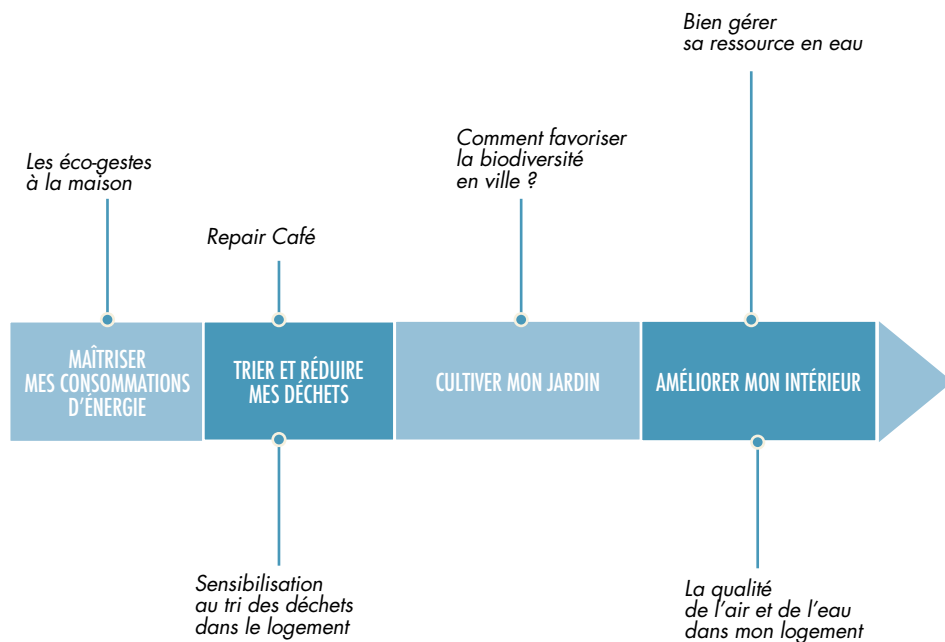 Bien gérer
sa ressource en eau
Comment favoriser
la biodiversité
en ville ?
Les éco-gestes
à la maison
Repair Café
MAÎTRISER
MES CONSOMMATIONS
D'ÉNERGIE
TRIER ET RÉDUIRE
MES DÉCHETS
CULTIVER MON JARDIN
AMÉLIORER MON INTÉRIEUR
Sensibilisation
au tri des déchets
dans le logement
La qualité
de l'air et de l'eau
dans mon logement